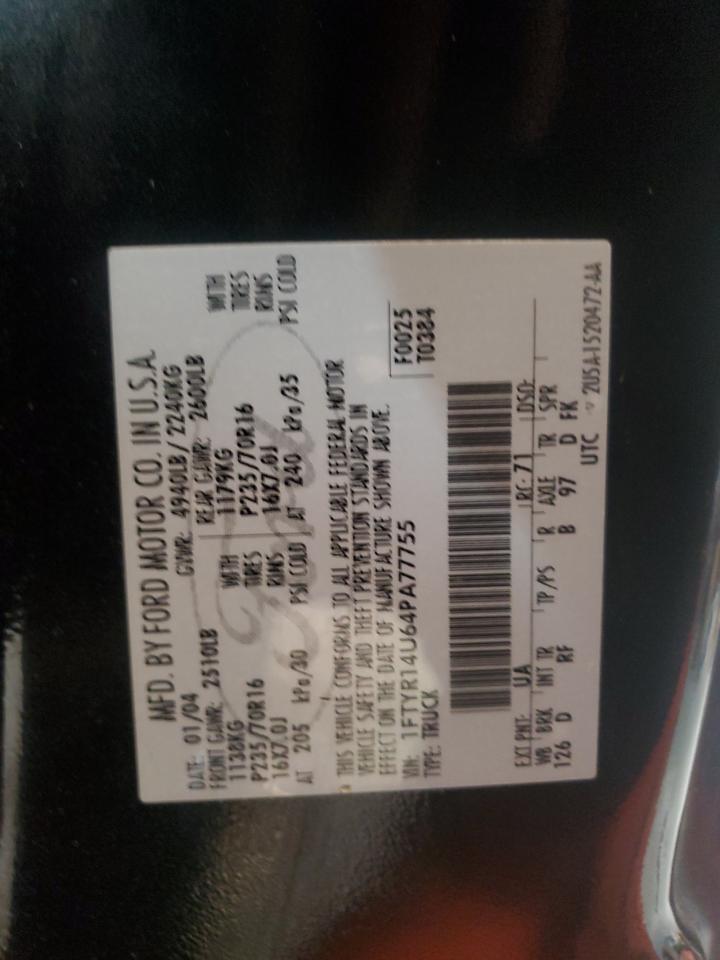 MFD. BY FORD MOTOR CO. IN U.S.A.
DATE: 01/04 GVWR: 4940LB / 2240KG
FRONT GAWR: 2510LB REAR GAWR: 2600LB
1138KG WITH 1179KG WITH
P235/70R16 TIRES P235/70R16 TIRES
16X7.0J RIMS 16X7.0J RIMS
AT 205 kPa/30 PSI COLD AT 240 kPa/35 PSI COLD
THIS VEHICLE CONFORMS TO ALL APPLICABLE FEDERAL MOTOR
VEHICLE SAFETY AND THEFT PREVENTION STANDARDS IN
EFFECT ON THE DATE OF MANUFACTURE SHOWN ABOVE.
VIN: 1FTYR14U64PA77755 F0025
TYPE: TRUCK T0384
EXT PNT: UA RC: 71 DSO:
WB BRK INT TR TP/PS R AXLE TR SPR
126 D RF B 97 D FK
UTC 2U5A-1520472-AA